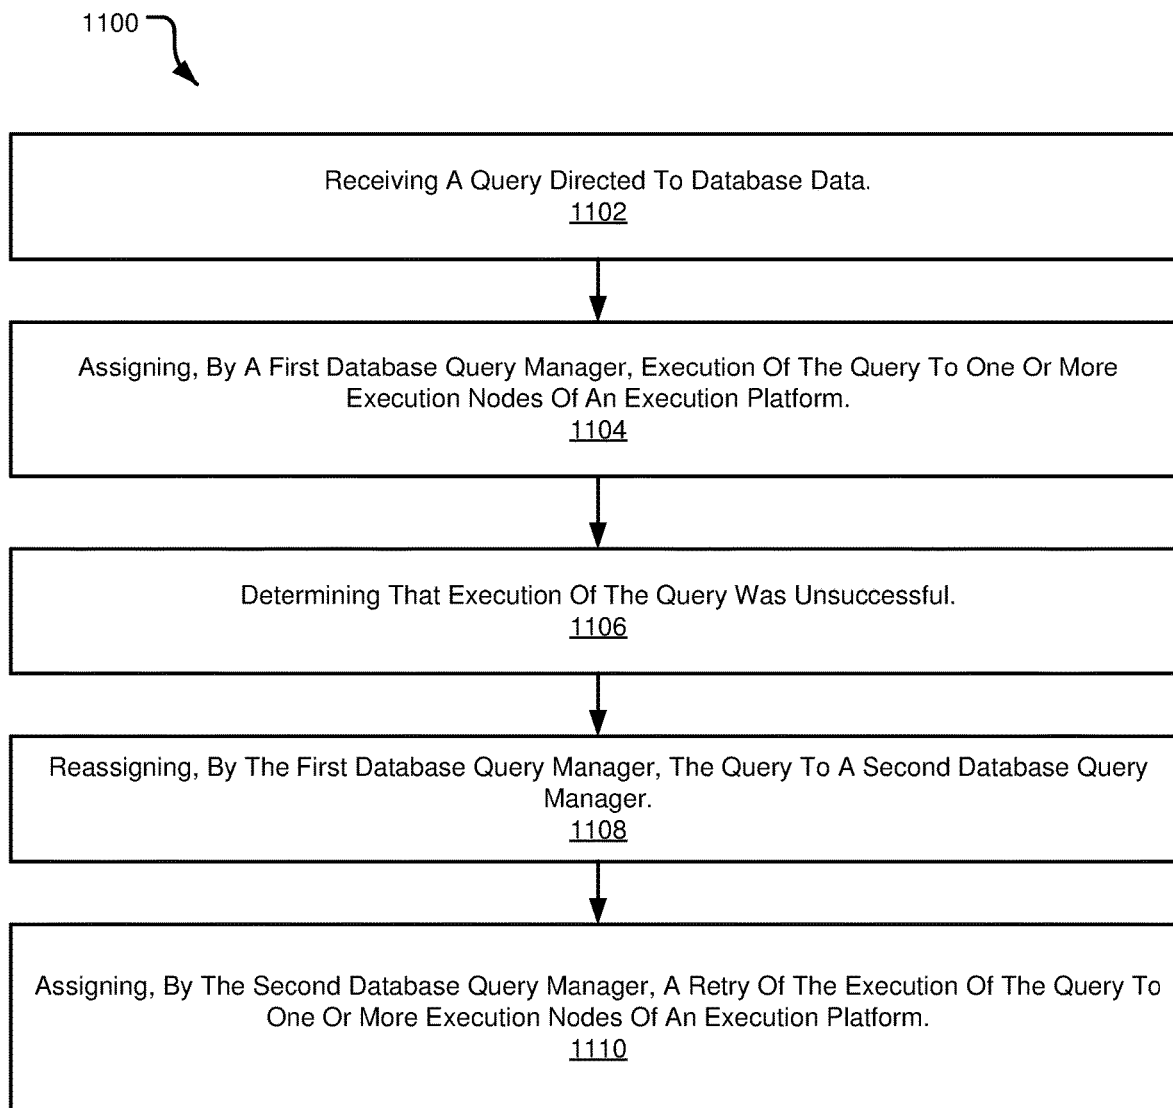 1100
Receiving A Query Directed To Database Data.
1102
Assigning, By A First Database Query Manager, Execution Of The Query To One Or More
Execution Nodes Of An Execution Platform.
1104
Determining That Execution Of The Query Was Unsuccessful.
1106
Reassigning, By The First Database Query Manager, The Query To A Second Database Query
Manager.
1108
Assigning, By The Second Database Query Manager, A Retry Of The Execution Of The Query To
One Or More Execution Nodes Of An Execution Platform.
1110